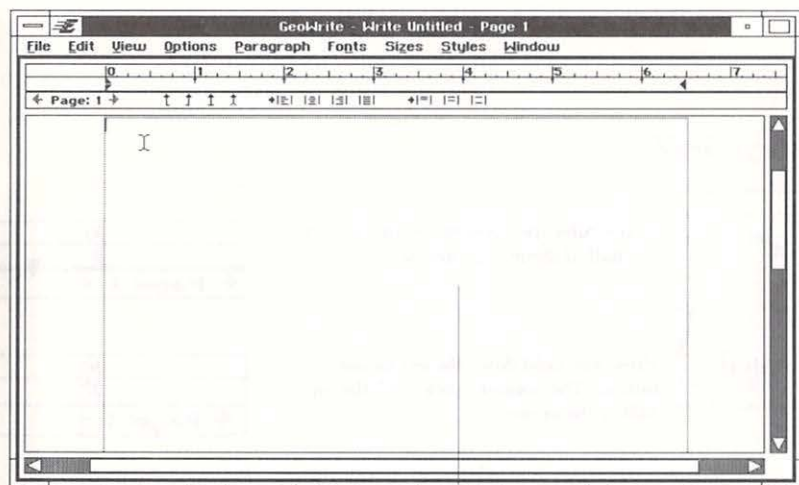 GeoWrite - Write Untitled - Page 1
File Edit View Options Paragraph Fonts Sizes Styles Window
0 1 2 3 4 5 6 7
Page: 1